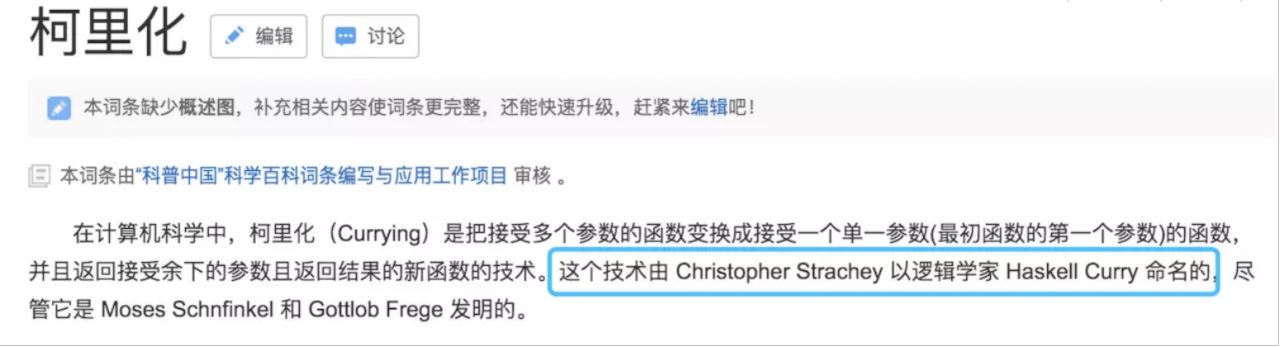 柯里化 编辑 讨论
本词条缺少概述图，补充相关内容使词条更完整，还能快速升级，赶紧来编辑吧！
本词条由“科普中国”科学百科词条编写与应用工作项目 审核 。
在计算机科学中，柯里化（Currying）是把接受多个参数的函数变换成接受一个单一参数(最初函数的第一个参数)的函数，
并且返回接受余下的参数且返回结果的新函数的技术。这个技术由 Christopher Strachey 以逻辑学家 Haskell Curry 命名的，尽
管它是 Moses Schnfinkel 和 Gottlob Frege 发明的。